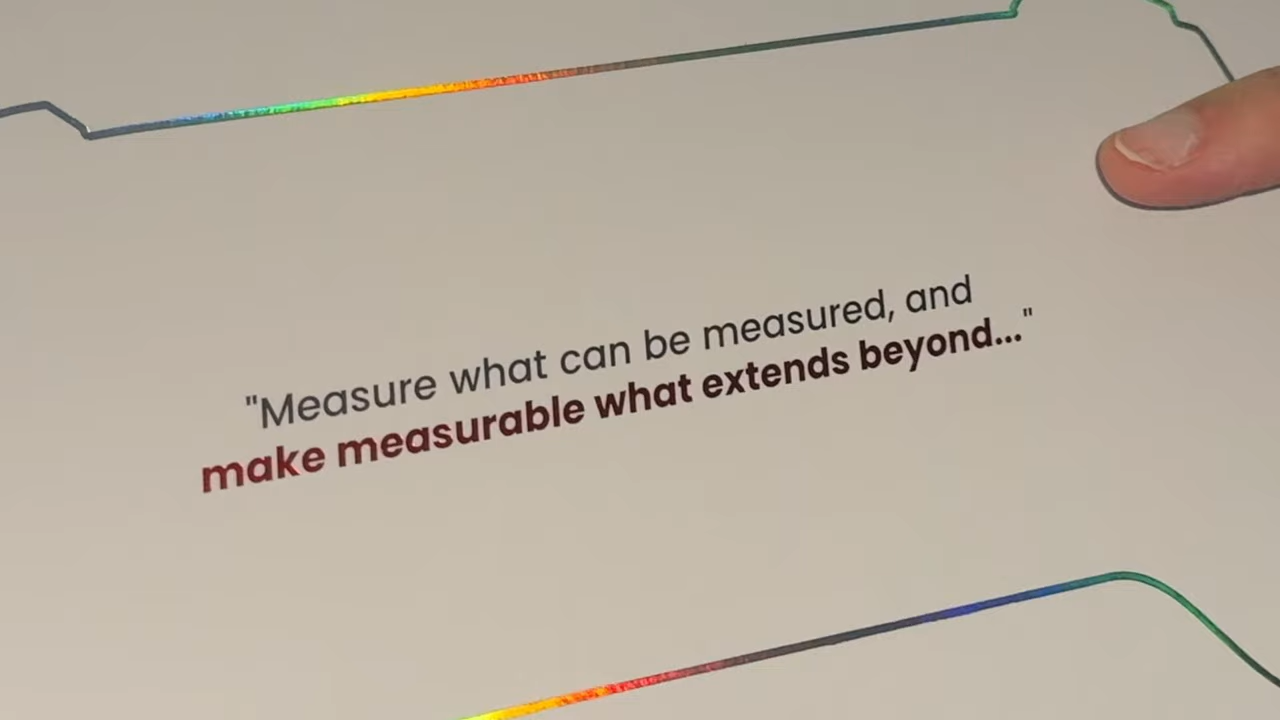 "Measure what can be measured, and
make measurable what extends beyond..."